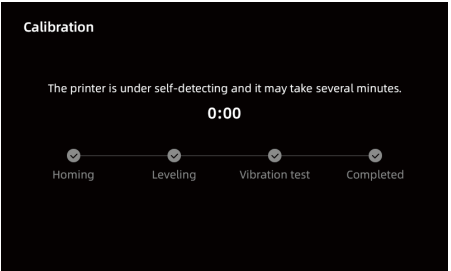 Calibration
The printer is under self-detecting and it may take several minutes.
0:00
Homing Leveling Vibration test Completed